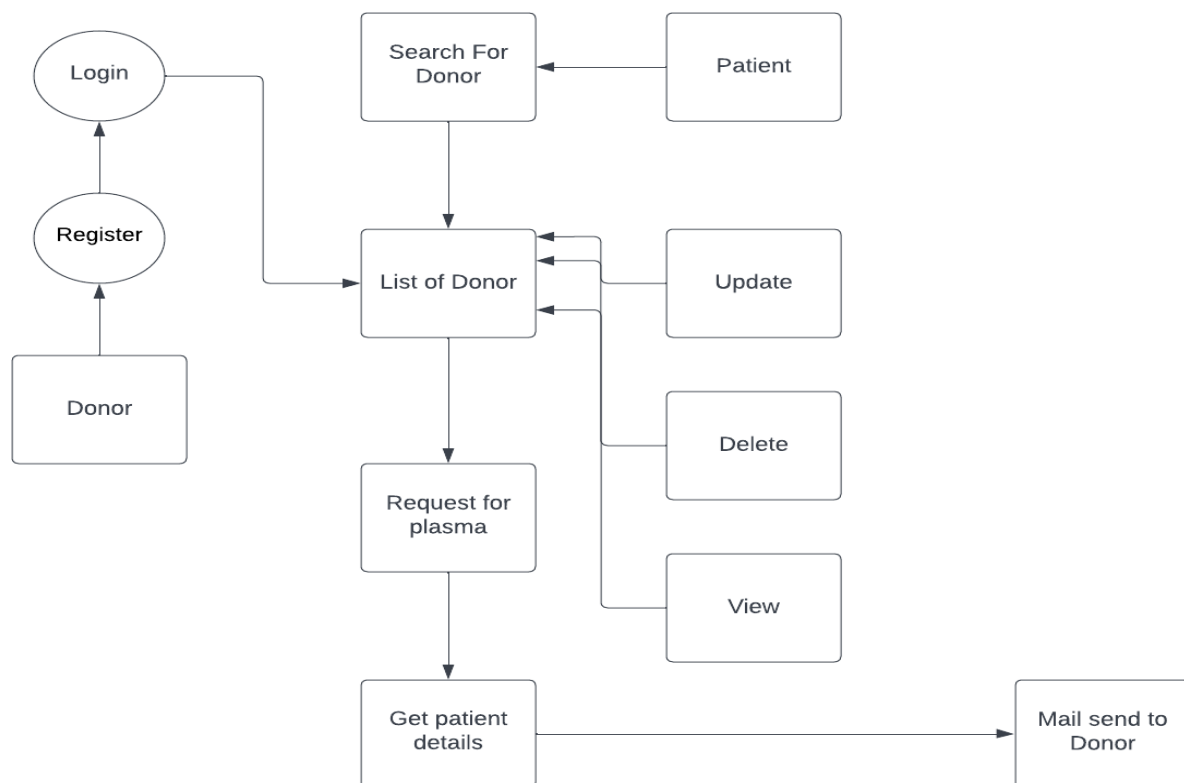 Login
Search For
Donor
Patient
Register
List of Donor
Update
Donor
Delete
Request for
plasma
View
Get patient
details
Mail send to
Donor